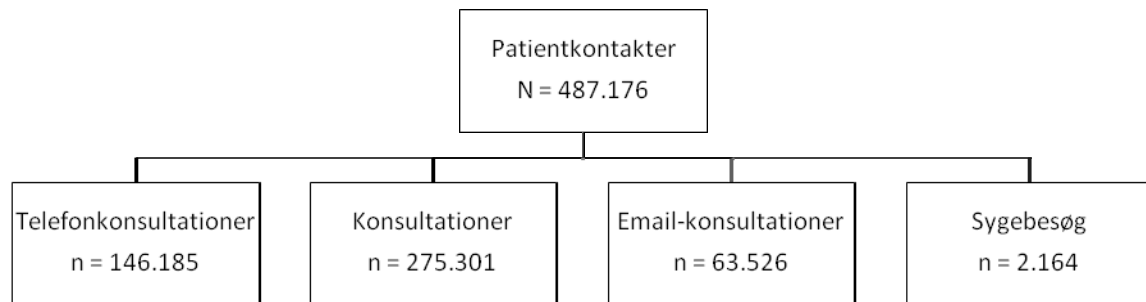 Patientkontakter
N = 487.176
Telefonkonsultationer
n = 146.185
Konsultationer
n = 275.301
Email-konsultationer
n = 63.526
Sygebesøg
n = 2.164